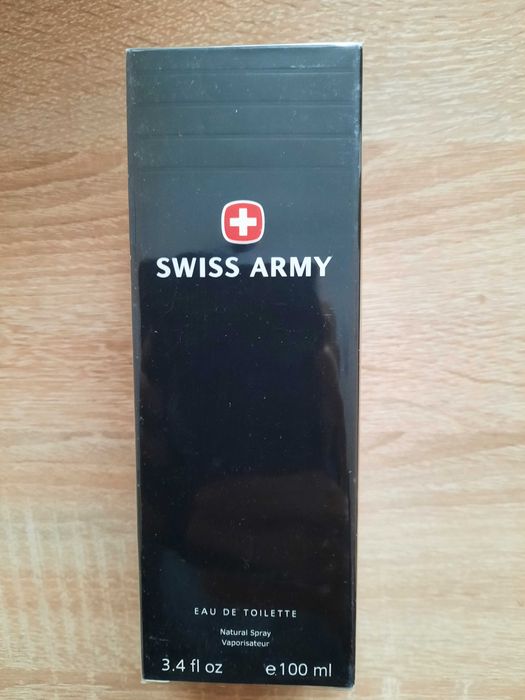 SWISS ARMY
EAU DE TOILETTE
Natural Spray
Vaporisateur
3.4 fl oz ℮100 ml